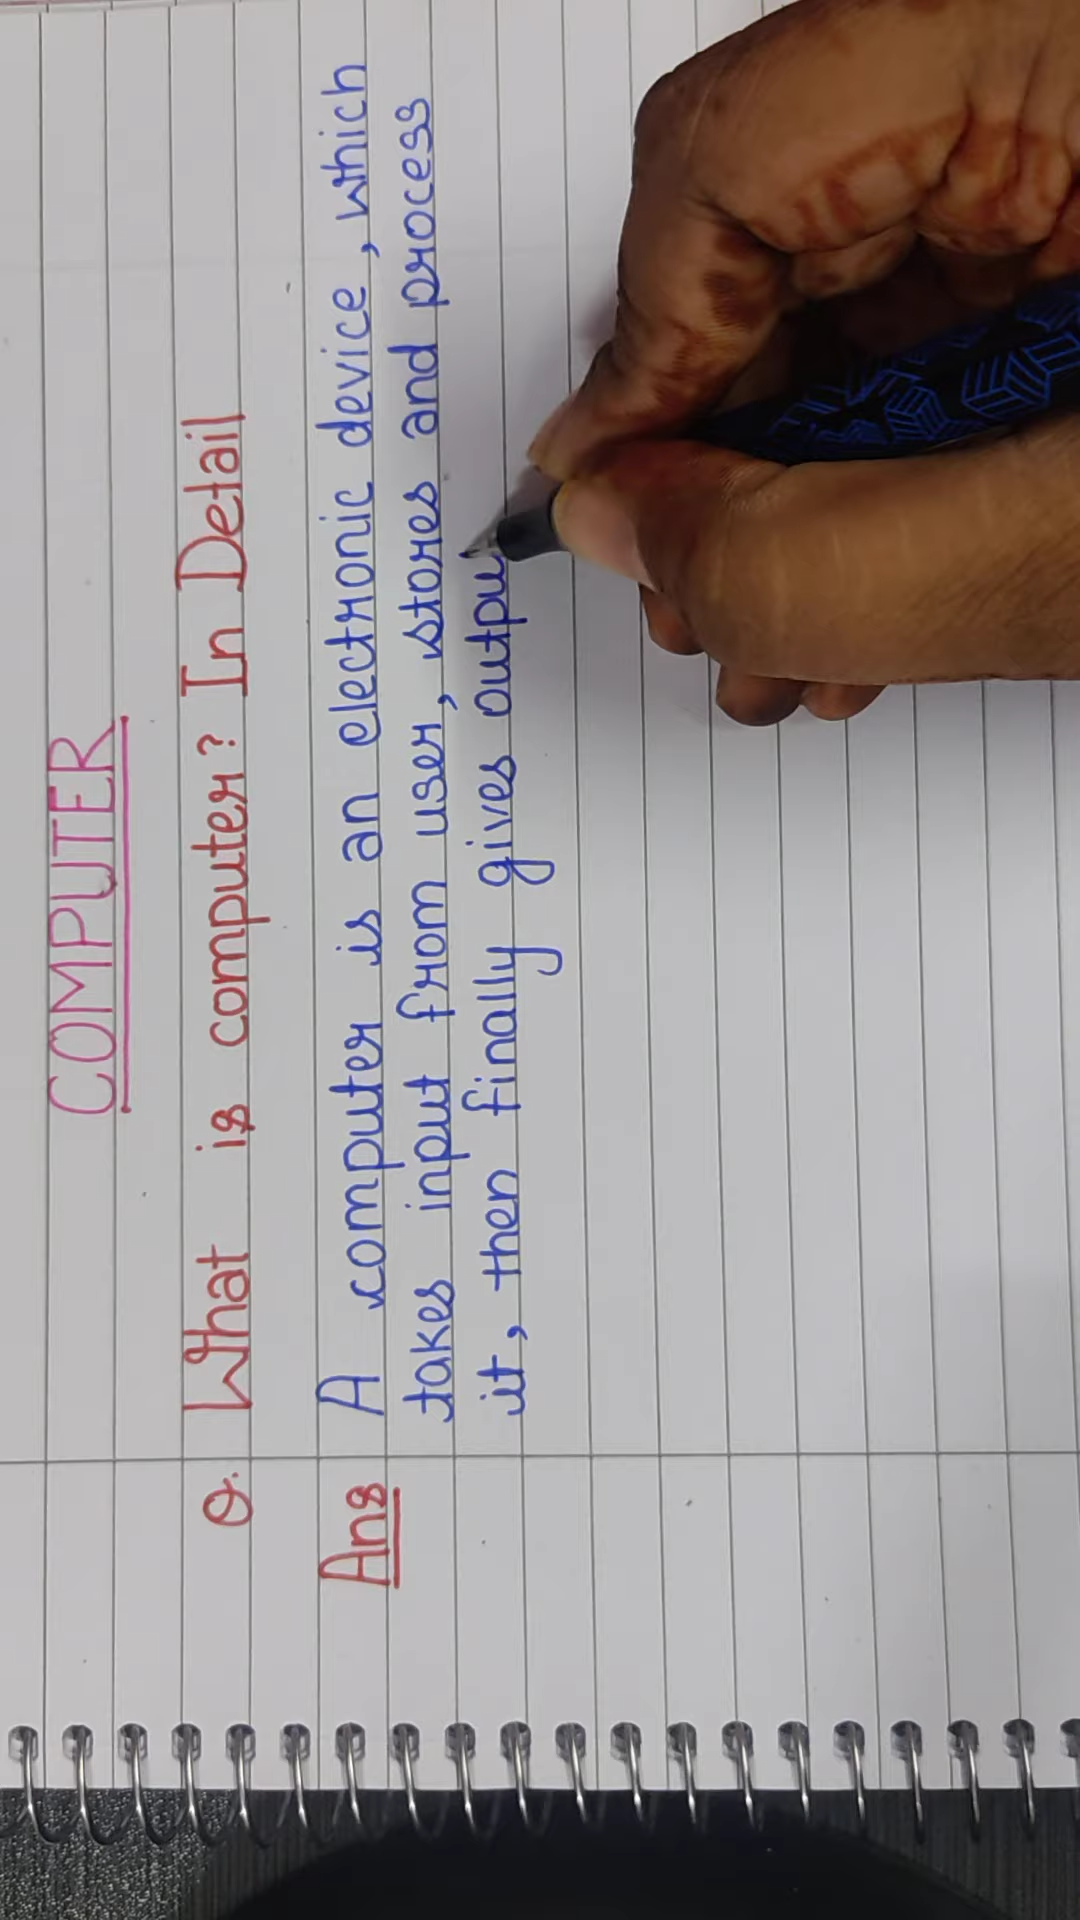 COMPUTER
Q. What is computer? In Detail
Ans A computer is an electronic device, which
takes input from user, stores and process
it, then finally gives outpu